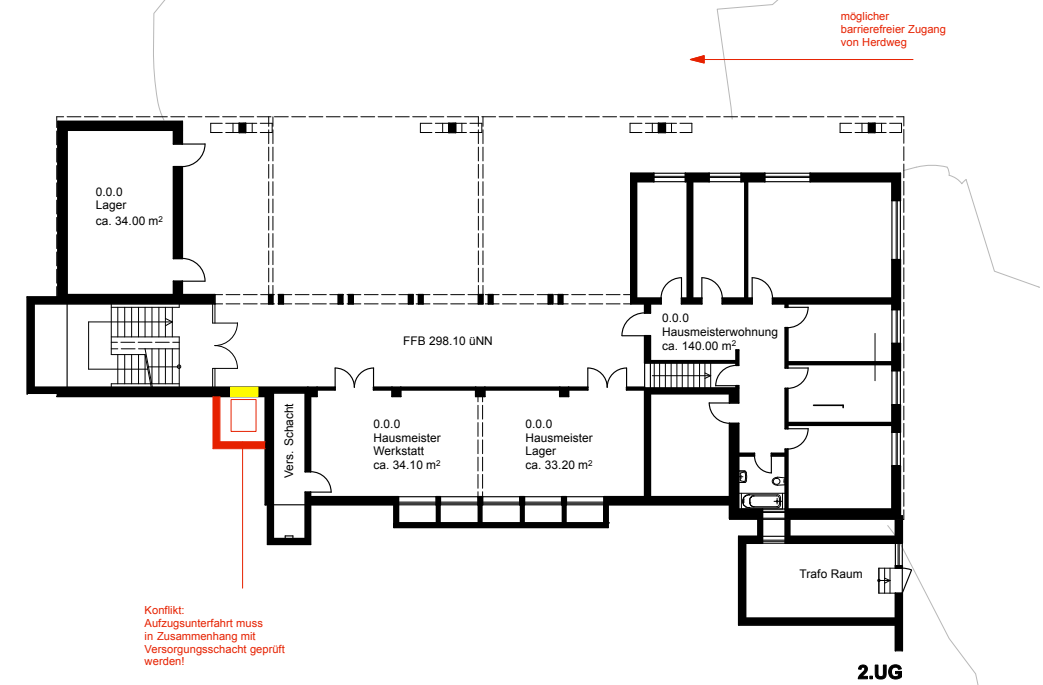 möglicher
barrierefreier Zugang
von Herdweg
0.0.0
Lager
ca. 34.00 m²
0.0.0
Hausmeisterwohnung
ca. 140.00 m²
FFB 298.10 üNN
Vers. Schacht
0.0.0
Hausmeister
Werkstatt
ca. 34.10 m²
0.0.0
Hausmeister
Lager
ca. 33.20 m²
Trafo Raum
Konflikt:
Aufzugsunterfahrt muss
in Zusammenhang mit
Versorgungsschacht geprüft
werden!
2.UG